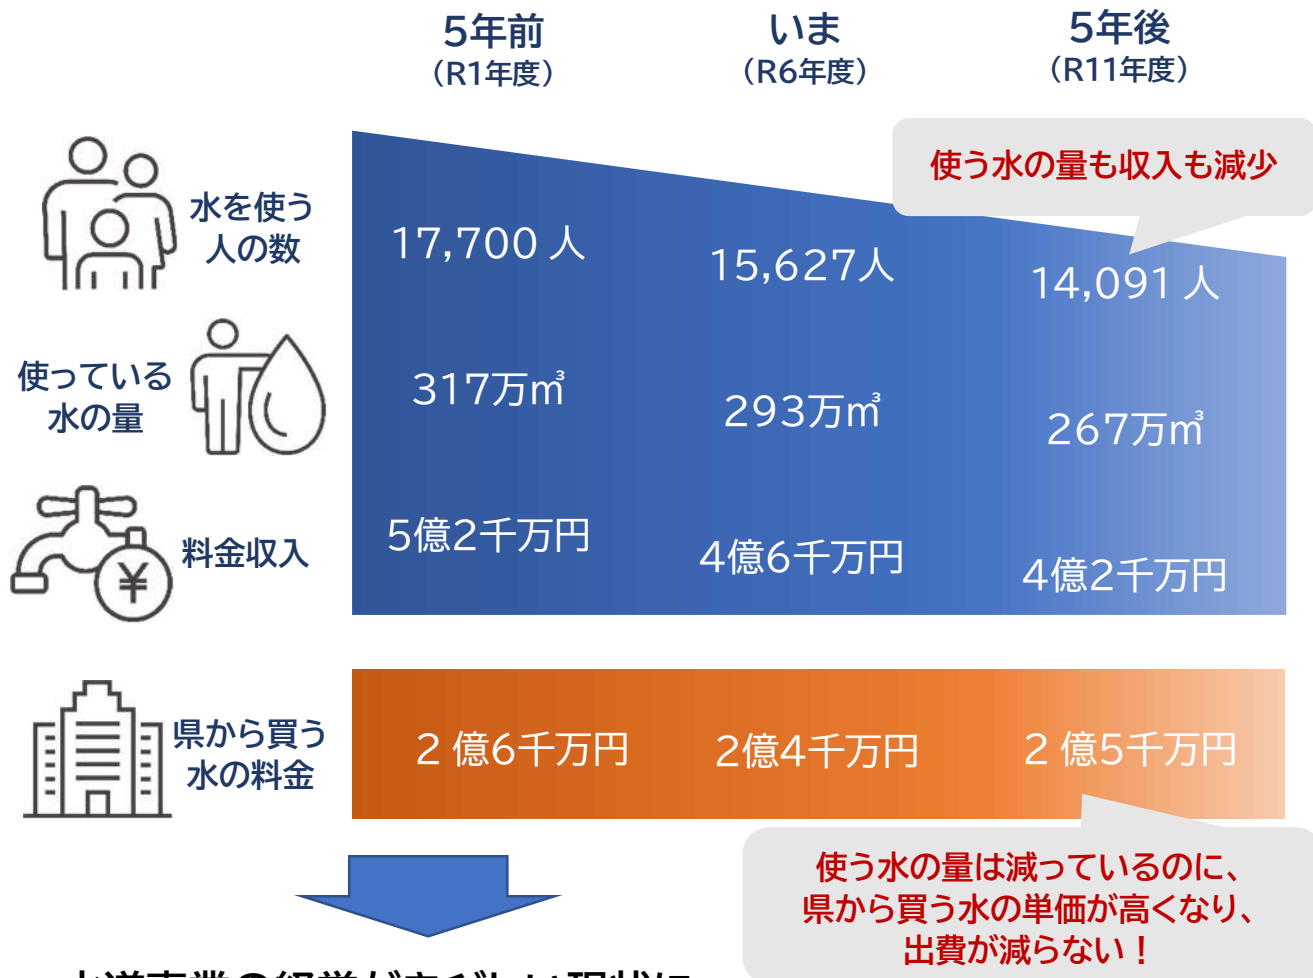 5年前
(R1年度)
いま
(R6年度)
5年後
(R11年度)
使う水の量も収入も減少
水を使う
人の数
17,700 人
15,627人
14,091 人
使っている
水の量
317万㎥
293万㎥
267万㎥
料金収入
5億2千万円
4億6千万円
4億2千万円
¥
県から買う
水の料金
2 億6千万円
2億4千万円
2 億5千万円
使う水の量は減っているのに、
県から買う水の単価が高くなり、
出費が減らない！